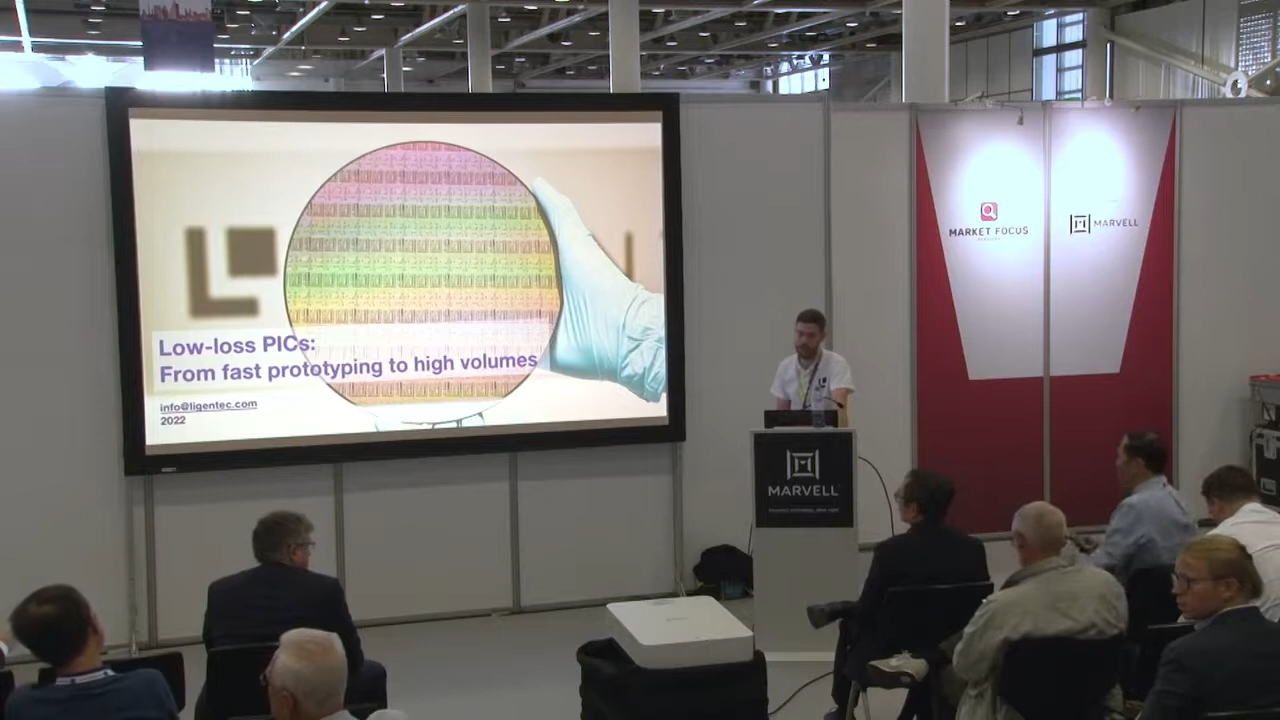 Low-loss PICs:
From fast prototyping to high volumes
info@ligentec.com
2022
MARKET FOCUS
MARVELL
MARVELL